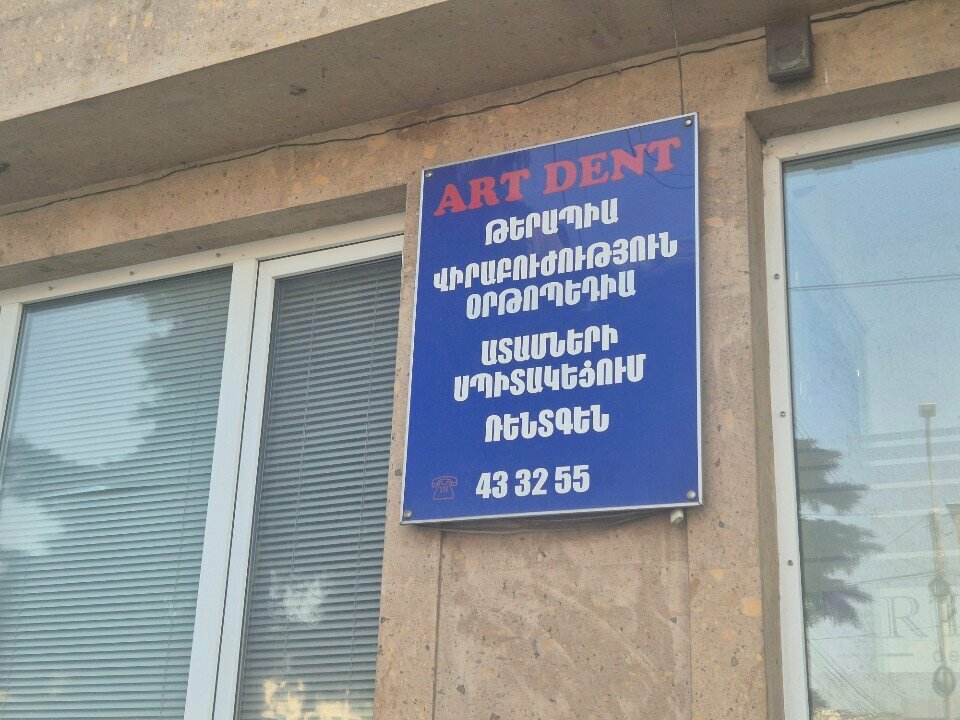 ART DENT
ԹԵՐԱՊԻԱ
ՎԻՐԱԲՈՒԺՈՒԹՅՈՒՆ
ՕՐԹՈՊԵԴԻԱ
ԱՏԱՄՆԵՐԻ
ՍՊԻՏԱԿԵՑՈՒՄ
ՌԵՆՏԳԵՆ
43 32 55